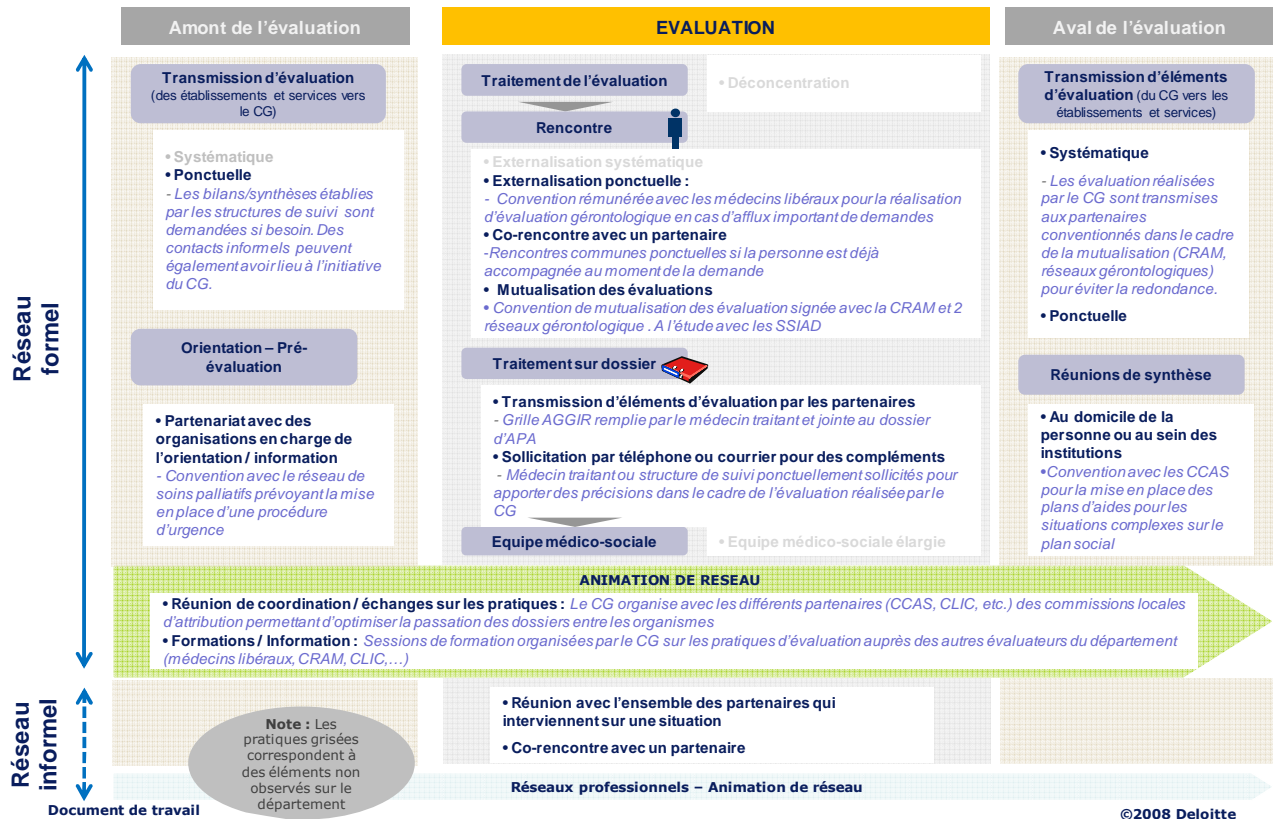 Amont de l'évaluation
EVALUATION
Aval de l'évaluation
Réseau
formel
Transmission d'évaluation
(des établissements et services vers
le CG)
• Systématique
• Ponctuelle
- Les bilans/synthèses établies
par les structures de suivi sont
demandées si besoin. Des
contacts informels peuvent
également avoir lieu à l'initiative
du CG.
Orientation – Pré-
évaluation
• Partenariat avec des
organisations en charge de
l'orientation / information
- Convention avec le réseau de
soins palliatifs prévoyant la mise
en place d'une procédure
d'urgence
Traitement de l'évaluation
• Déconcentration
Rencontre
• Externalisation systématique
• Externalisation ponctuelle :
- Convention rémunérée avec les médecins libéraux pour la réalisation
d'évaluation gérontologique en cas d'afflux important de demandes
• Co-rencontre avec un partenaire
-Rencontres communes ponctuelles si la personne est déjà
accompagnée au moment de la demande
• Mutualisation des évaluations
• Convention de mutualisation des évaluation signée avec la CRAM et 2
réseaux gérontologique . A l'étude avec les SSIAD
Traitement sur dossier
• Transmission d'éléments d'évaluation par les partenaires
- Grille AGGIR remplie par le médecin traitant et jointe au dossier
d'APA
• Sollicitation par téléphone ou courrier pour des compléments
- Médecin traitant ou structure de suivi ponctuellement sollicités pour
apporter des précisions dans le cadre de l'évaluation réalisée par le
CG
Equipe médico-sociale
• Equipe médico-sociale élargie
Transmission d'éléments
d'évaluation (du CG vers les
établissements et services)
• Systématique
- Les évaluation réalisées
par le CG sont transmises
aux partenaires
conventionnés dans le cadre
de la mutualisation (CRAM,
réseaux gérontologiques)
pour éviter la redondance.
• Ponctuelle
Réunions de synthèse
• Au domicile de la
personne ou au sein des
institutions
•Convention avec les CCAS
pour la mise en place des
plans d'aides pour les
situations complexes sur le
plan social
ANIMATION DE RESEAU
• Réunion de coordination / échanges sur les pratiques : Le CG organise avec les différents partenaires (CCAS, CLIC, etc.) des commissions locales
d'attribution permettant d'optimiser la passation des dossiers entre les organismes
• Formations / Information : Sessions de formation organisées par le CG sur les pratiques d'évaluation auprès des autres évaluateurs du département
(médecins libéraux, CRAM, CLIC,…)
Réseau
informel
Note : Les
pratiques grisées
correspondent à
des éléments non
observés sur le
département
• Réunion avec l'ensemble des partenaires qui
interviennent sur une situation
• Co-rencontre avec un partenaire
Réseaux professionnels – Animation de réseau
Document de travail
©2008 Deloitte